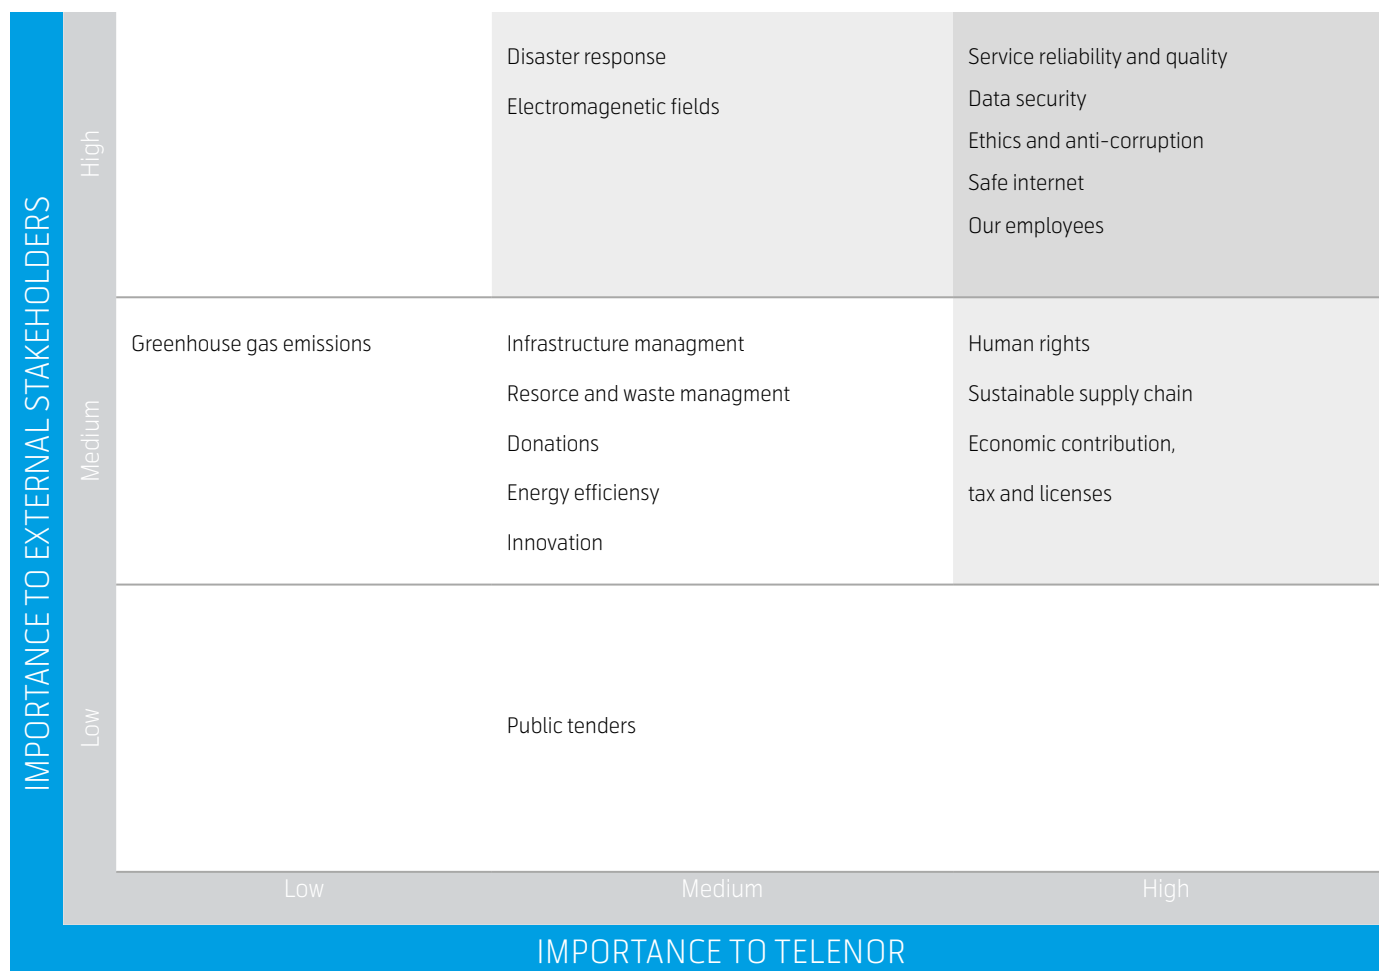 IMPORTANCE TO EXTERNAL STAKEHOLDERS
High
Disaster response
Electromagenetic fields
Service reliability and quality
Data security
Ethics and anti-corruption
Safe internet
Our employees
Medium
Greenhouse gas emissions
Infrastructure managment
Resorce and waste managment
Donations
Energy efficiensy
Innovation
Human rights
Sustainable supply chain
Economic contribution,
tax and licenses
Low
Public tenders
Low
Medium
High
IMPORTANCE TO TELENOR